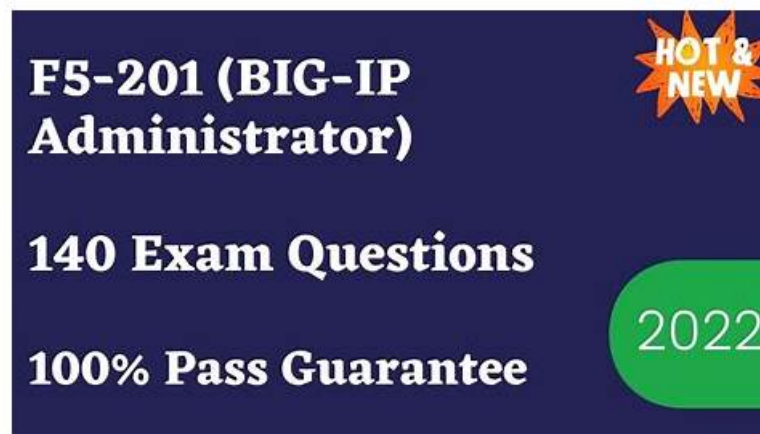 F5-201 (BIG-IP
Administrator)
HOT &
NEW
140 Exam Questions
2022
100% Pass Guarantee